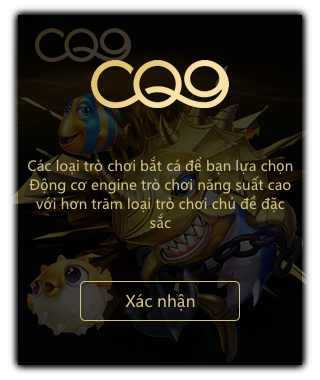 CQ9
CQ9
Các loại trò chơi bắt cá để bạn lựa chọn
Động cơ engine trò chơi năng suất cao
với hơn trăm loại trò chơi chủ đề đặc
sắc
Xác nhận